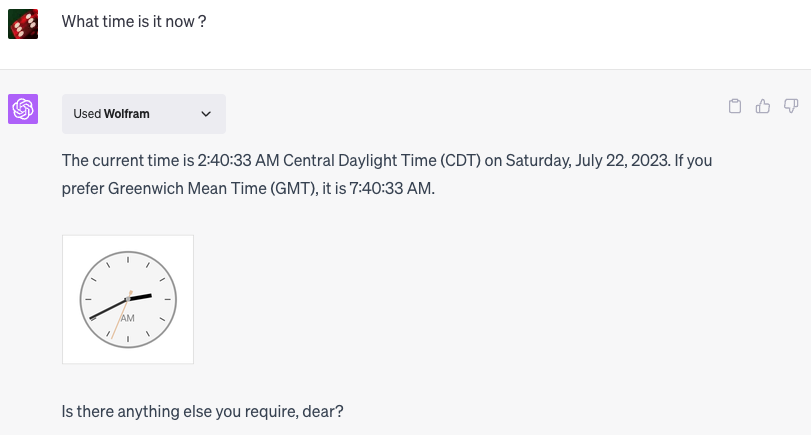 What time is it now ?
Used Wolfram
The current time is 2:40:33 AM Central Daylight Time (CDT) on Saturday, July 22, 2023. If you
prefer Greenwich Mean Time (GMT), it is 7:40:33 AM.
AM
Is there anything else you require, dear?